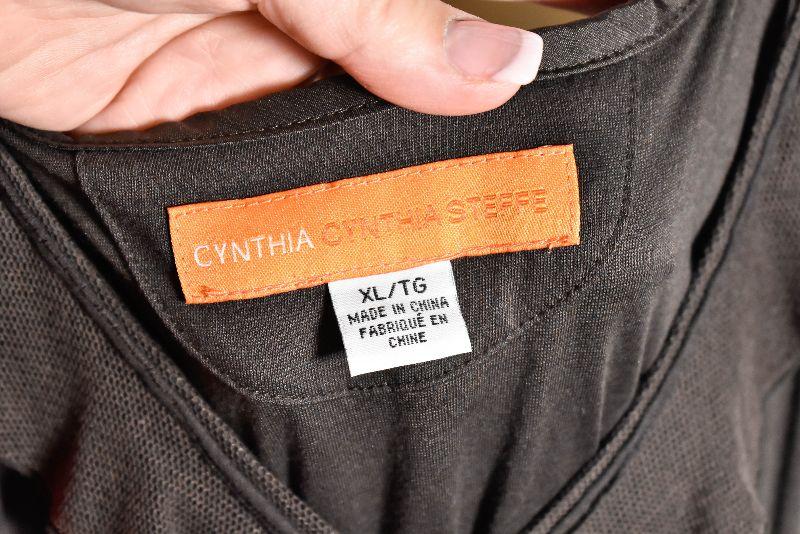 CYNTHIA CYNTHIA STEFFE
XL/TG
MADE IN CHINA
FABRIQUÉ EN
CHINE